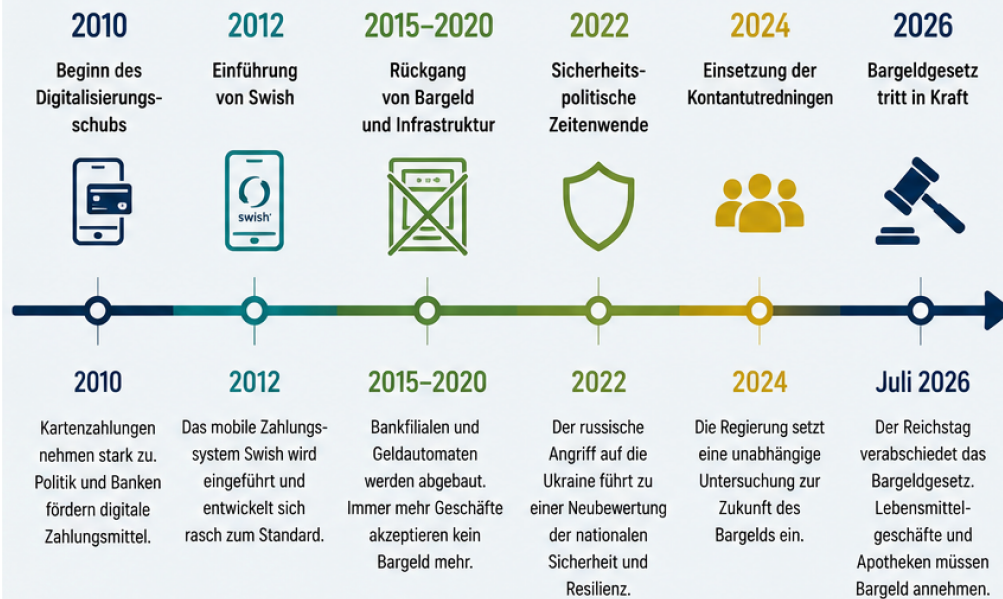 2010
Beginn des
Digitalisierungs-
schubs
2012
Einführung
von Swish
2015–2020
Rückgang
von Bargeld
und Infrastruktur
2022
Sicherheits-
politische
Zeitenwende
2024
Einsetzung der
Kontantutredningen
2026
Bargeldgesetz
tritt in Kraft
swish
2010
Kartenzahlungen
nehmen stark zu.
Politik und Banken
fördern digitale
Zahlungsmittel.
2012
Das mobile Zahlungs-
system Swish wird
eingeführt und
entwickelt sich
rasch zum Standard.
2015–2020
Bankfilialen und
Geldautomaten
werden abgebaut.
Immer mehr Geschäfte
akzeptieren kein
Bargeld mehr.
2022
Der russische
Angriff auf die
Ukraine führt zu
einer Neubewertung
der nationalen
Sicherheit und
Resilienz.
2024
Die Regierung setzt
eine unabhängige
Untersuchung zur
Zukunft des
Bargelds ein.
Juli 2026
Der Reichstag
verabschiedet das
Bargeldgesetz.
Lebensmittel-
geschäfte und
Apotheken müssen
Bargeld annehmen.